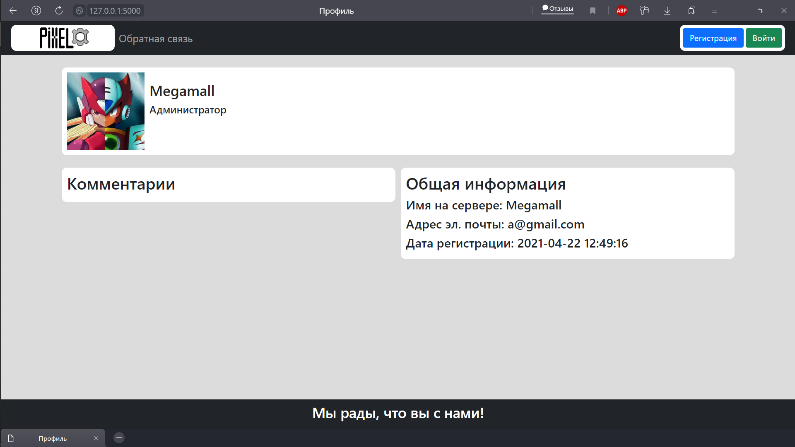 127.0.0.1:5000
Профиль
Отзывы
ABP
PIXEL
Обратная связь
Регистрация
Войти
Megamall
Администратор
Комментарии
Общая информация
Имя на сервере: Megamall
Адрес эл. почты: a@gmail.com
Дата регистрации: 2021-04-22 12:49:16
Мы рады, что вы с нами!
Профиль